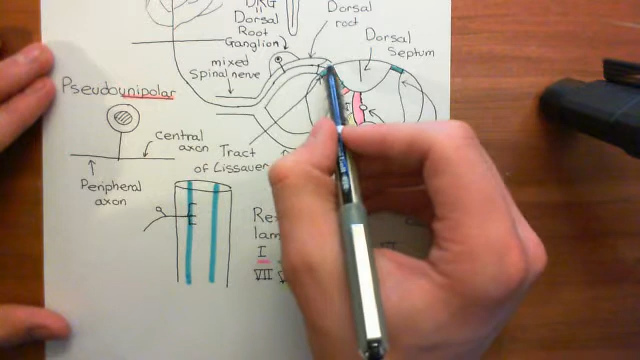 DRG
=
Dorsal
Root
Ganglion
Dorsal
root
Dorsal
Septum
mixed
Spinal nerve
Pseudounipolar
Central
axon
Tract
of Lissauer
Peripheral
axon
lam
I
VII